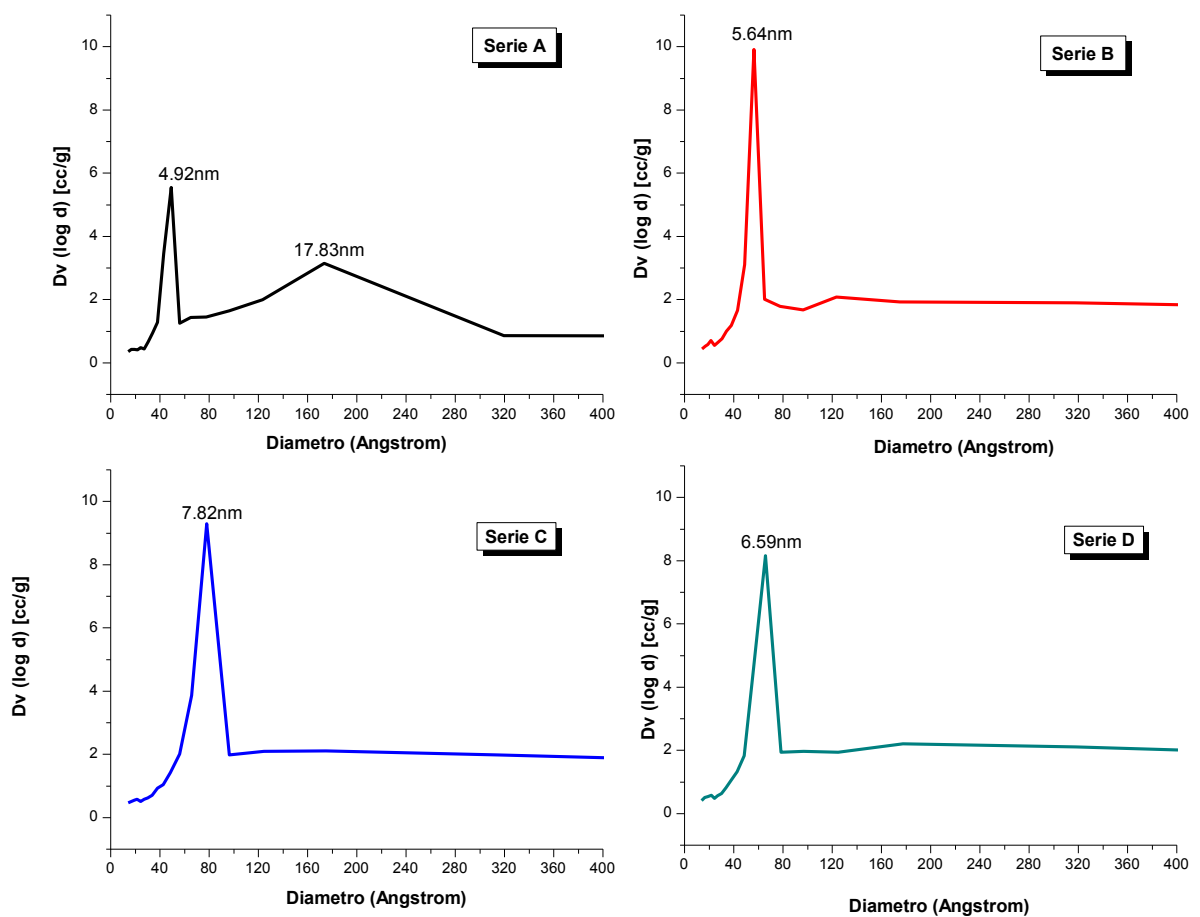 Serie A
4.92nm
17.83nm
10
8
6
4
2
0
Dv (log d) [cc/g]
0 40 80 120 160 200 240 280 320 360 400
Diametro (Angstrom)
Serie B
5.64nm
10
8
6
4
2
0
Dv (log d) [cc/g]
0 40 80 120 160 200 240 280 320 360 400
Diametro (Angstrom)
Serie C
7.82nm
10
8
6
4
2
0
Dv (log d) [cc/g]
0 40 80 120 160 200 240 280 320 360 400
Diametro (Angstrom)
Serie D
6.59nm
10
8
6
4
2
0
Dv (log d) [cc/g]
0 40 80 120 160 200 240 280 320 360 400
Diametro (Angstrom)